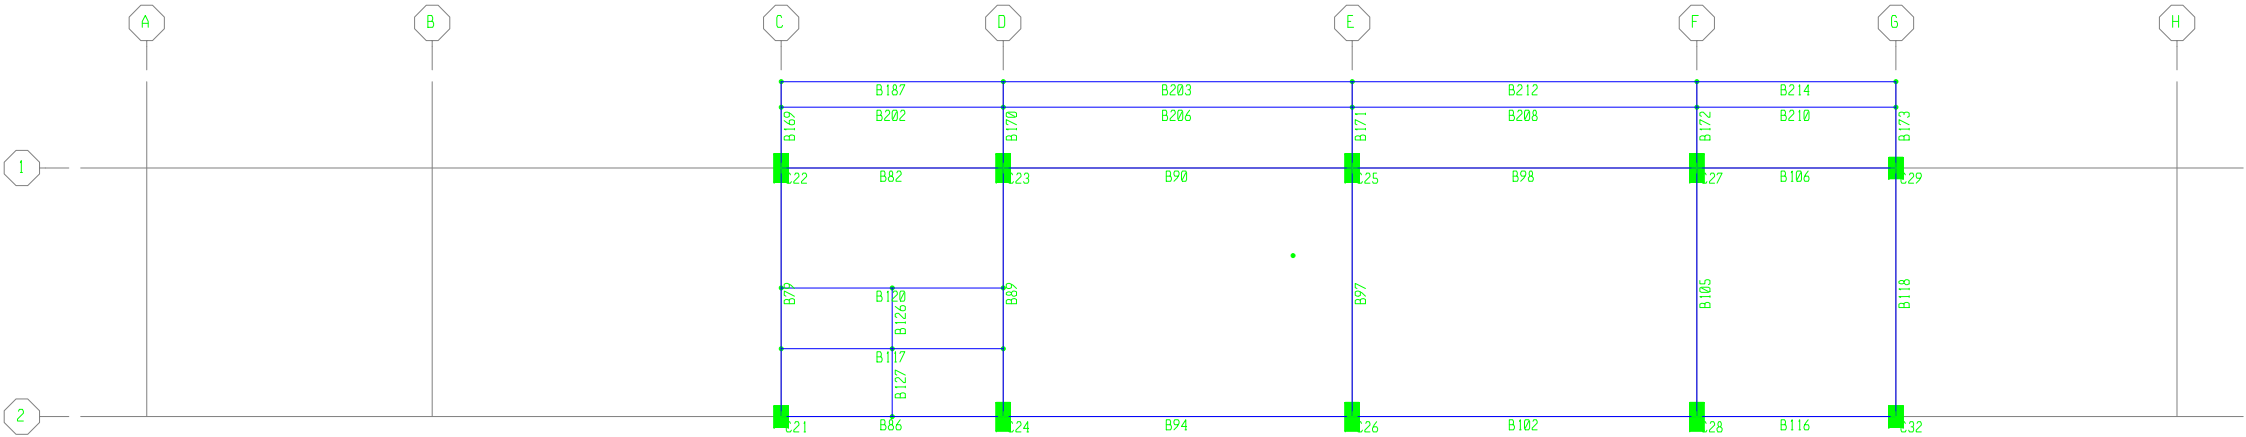 A B C D E F G H
B187 B203 B212 B214
B202 B206 B208 B210
B169 B170 B171 B172 B173
1
C22 B82 C23 B90 C25 B98 C27 B106 C29
B79 B120 B89 B97 B105 B118
B126
B117
B127
2
C21 B86 C24 B94 C26 B102 C28 B116 C32